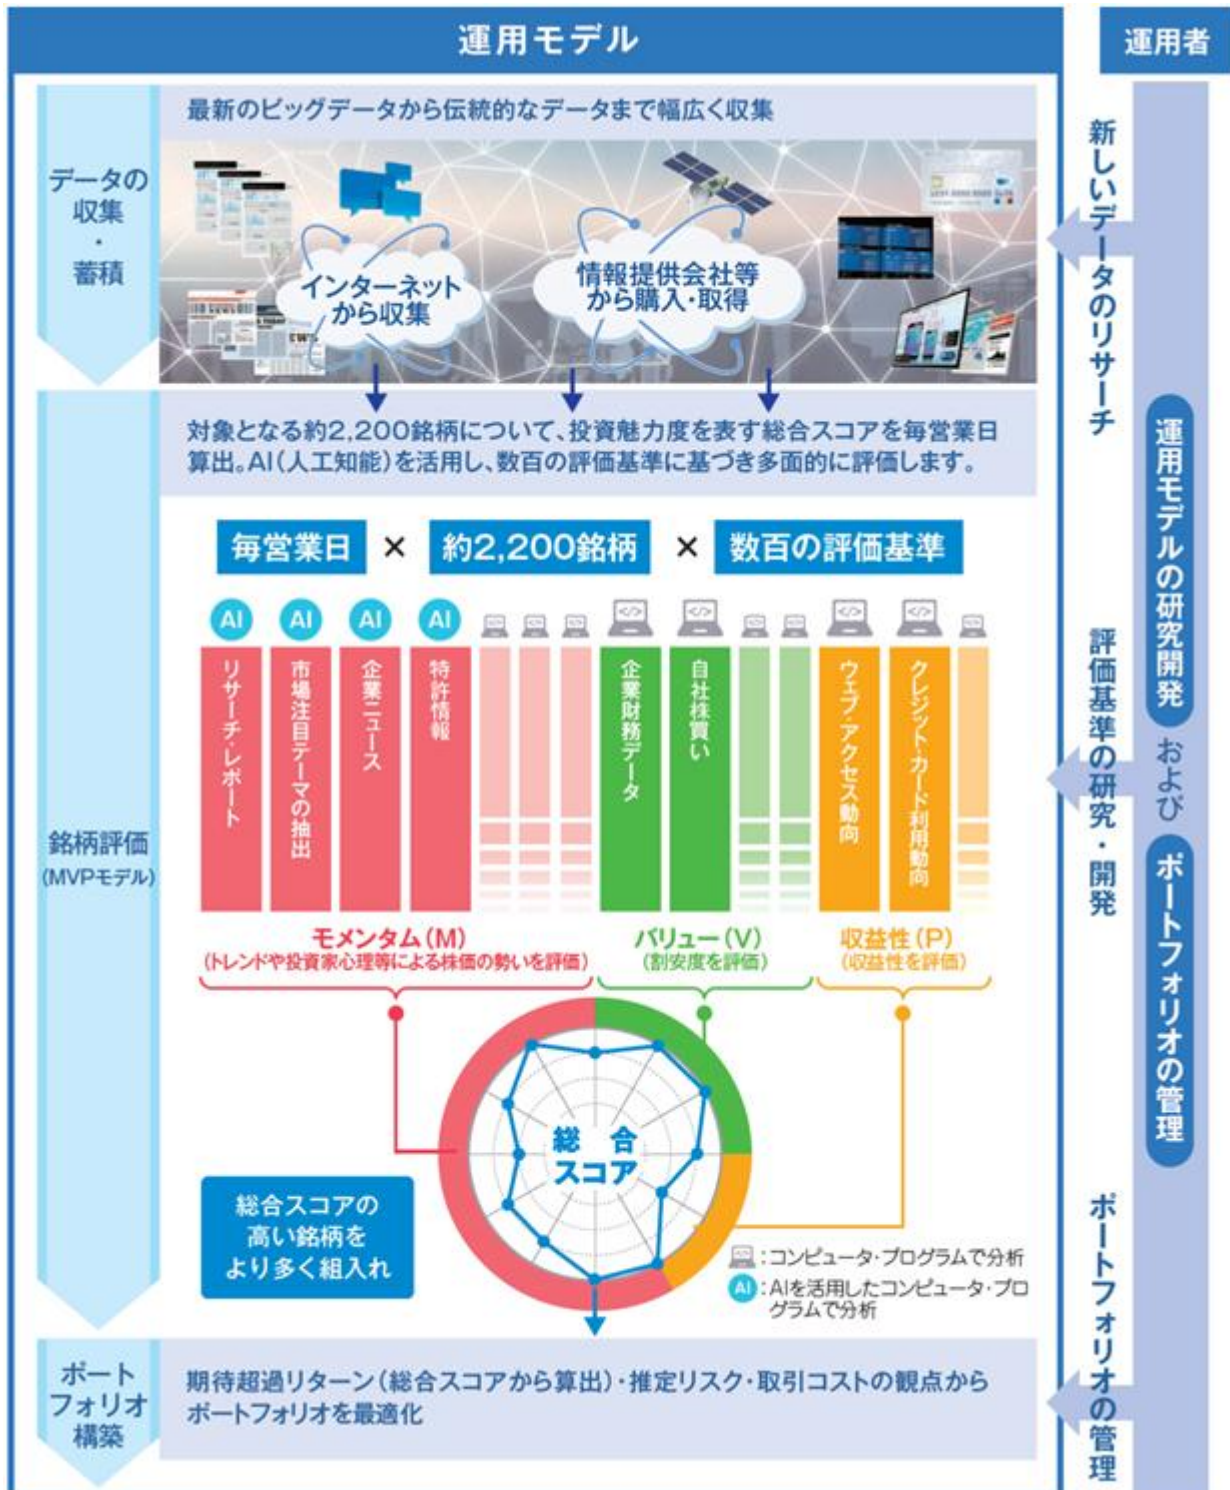 運用モデル
運用者
データの
収集
・
蓄積
最新のビッグデータから伝統的なデータまで幅広く収集
インターネット
から収集
情報提供会社等
から購入・取得
新しいデータのリサーチ
銘柄評価
(MVPモデル)
対象となる約2,200銘柄について、投資魅力度を表す総合スコアを毎営業日
算出。AI(人工知能)を活用し、数百の評価基準に基づき多面的に評価します。
毎営業日 × 約2,200銘柄 × 数百の評価基準
AI
AI
AI
AI
リサーチ・レポート
市場注目テーマの抽出
企業ニュース
特許情報
企業財務データ
自社株買い
ウェブ・アクセス動向
クレジット・カード利用動向
モメンタム(M)
(トレンドや投資家心理等による株価の勢いを評価)
バリュー(V)
(割安度を評価)
収益性(P)
(収益性を評価)
総合
スコア
総合スコアの
高い銘柄を
より多く組入れ
:コンピュータ・プログラムで分析
AI:AIを活用したコンピュータ・プロ
グラムで分析
評価基準の研究・開発
運用モデルの研究開発
および
ポートフォリオの管理
ポート
フォリオ
構築
期待超過リターン(総合スコアから算出)・推定リスク・取引コストの観点から
ポートフォリオを最適化
ポートフォリオの管理